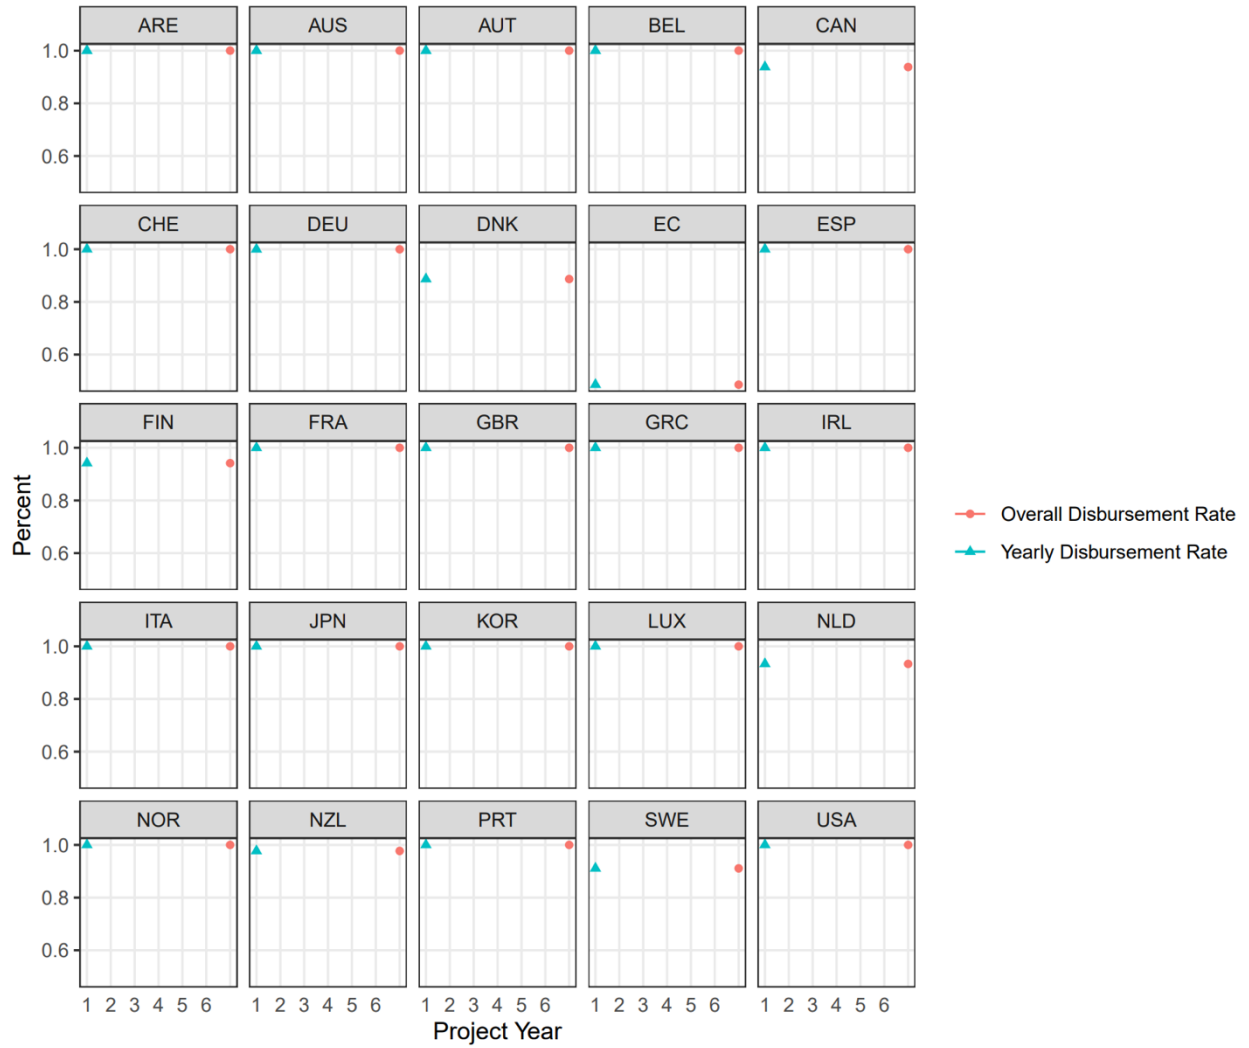 ARE AUS AUT BEL CAN
1.0
0.8
0.6
CHE DEU DNK EC ESP
1.0
0.8
0.6
FIN FRA GBR GRC IRL
1.0
0.8
0.6
ITA JPN KOR LUX NLD
1.0
0.8
0.6
NOR NZL PRT SWE USA
1.0
0.8
0.6
1 2 3 4 5 6 1 2 3 4 5 6 1 2 3 4 5 6 1 2 3 4 5 6 1 2 3 4 5 6
Project Year
Percent
Overall Disbursement Rate
Yearly Disbursement Rate